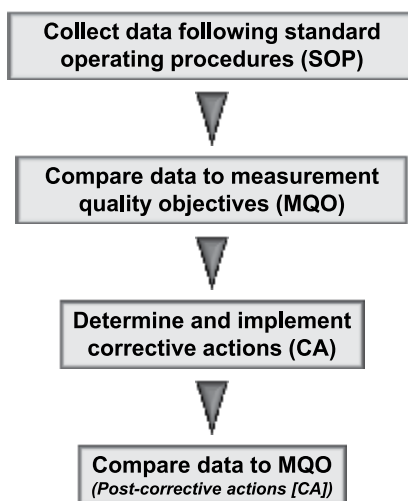 Collect data following standard
operating procedures (SOP)
Compare data to measurement
quality objectives (MQO)
Determine and implement
corrective actions (CA)
Compare data to MQO
(Post-corrective actions [CA])